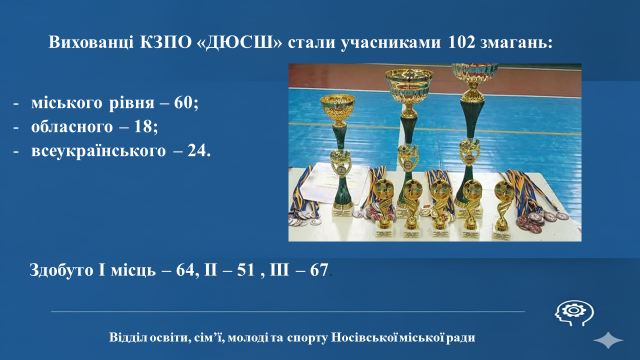 Вихованці КЗПО «ДЮСШ» стали учасниками 102 змагань:
- міського рівня – 60;
- обласного – 18;
- всеукраїнського – 24.
Здобуто І місць – 64, ІІ – 51 , ІІІ – 67.
Відділ освіти, сім’ї, молоді та спорту Носівської міської ради